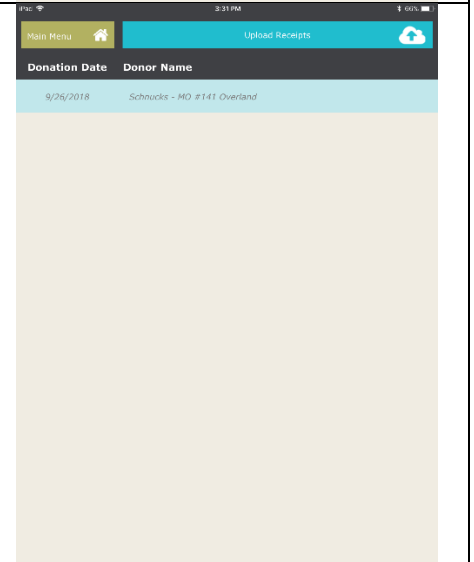 iPad 3:31 PM 66%
Main Menu Upload Receipts
Donation Date Donor Name
9/26/2018 Schnucks - MO #141 Overland